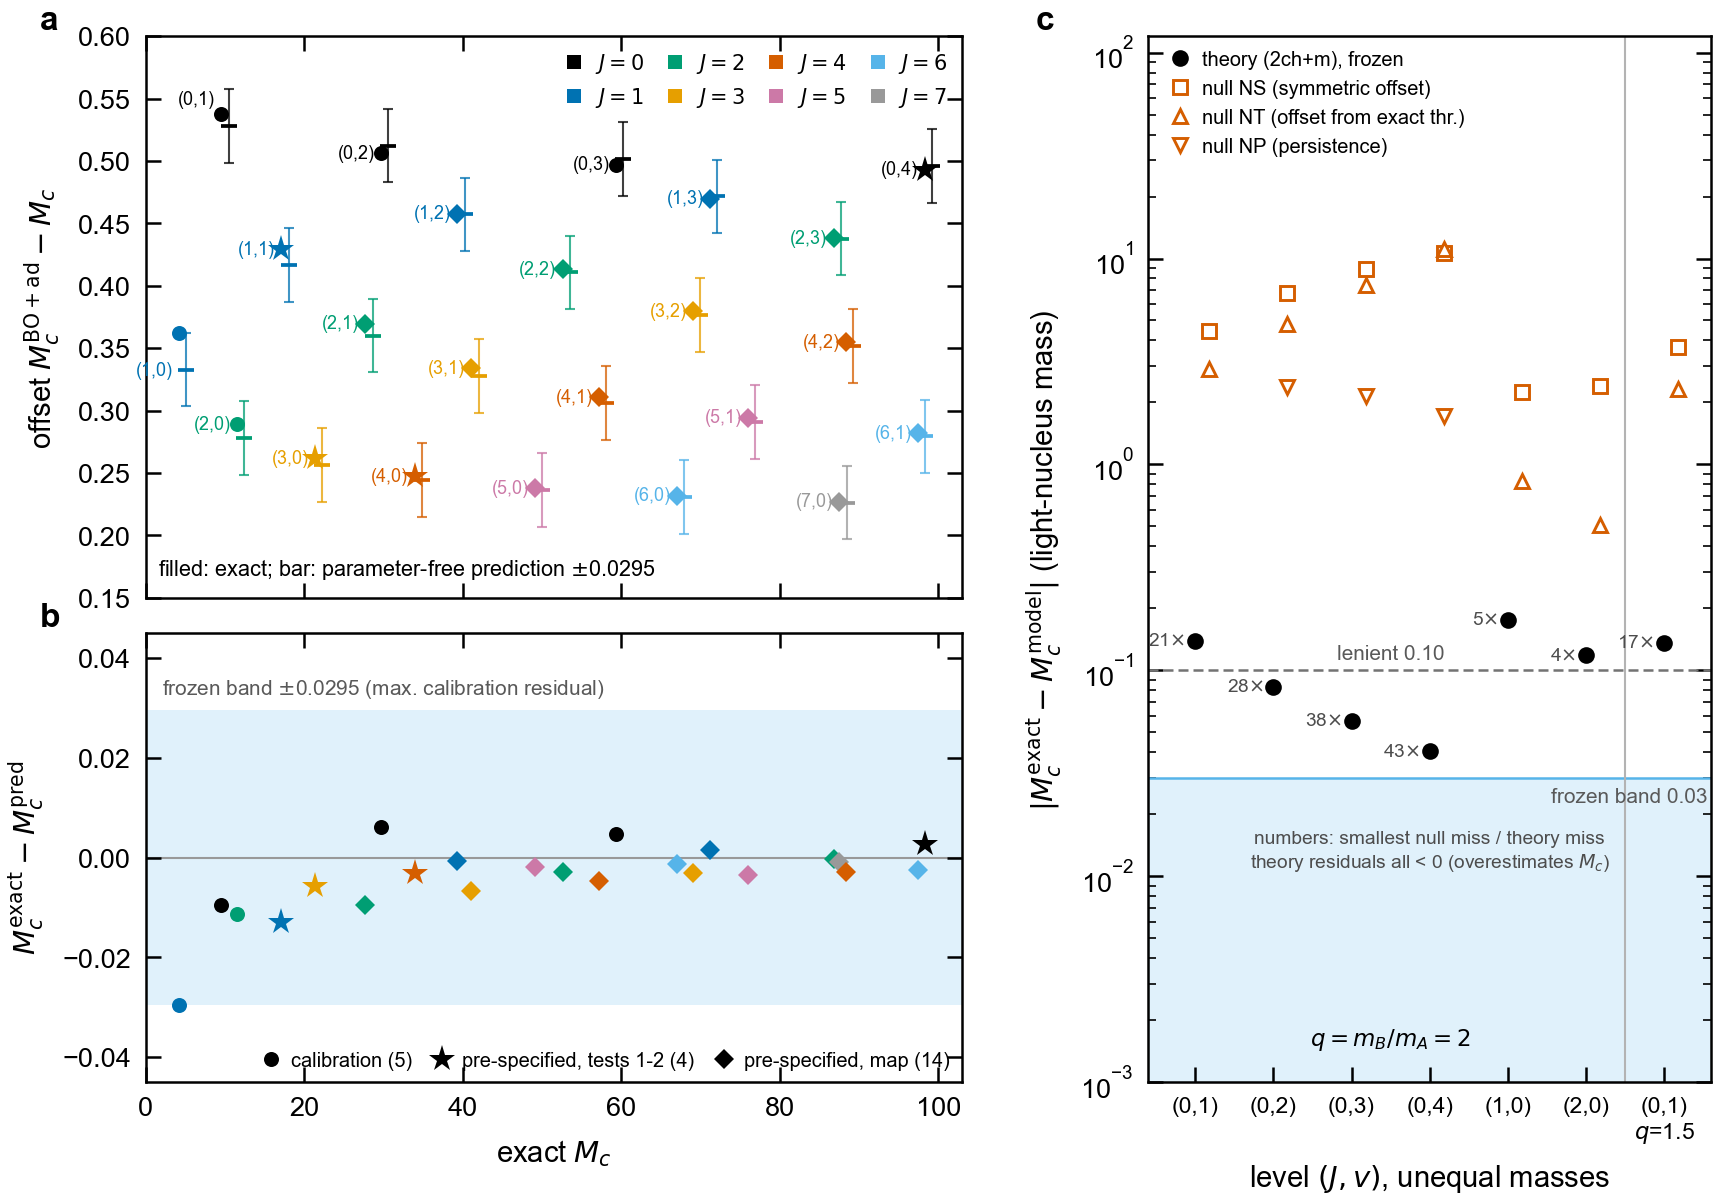 a
0.60
0.55
0.50
0.45
0.40
0.35
0.30
0.25
0.20
0.15
offset M_c^{BO+ad} − M_c
J = 0
J = 2
J = 4
J = 6
J = 1
J = 3
J = 5
J = 7
(0,1)
(0,2)
(0,3)
(0,4)
(1,2)
(1,3)
(1,1)
(2,2)
(2,3)
(2,1)
(3,2)
(1,0)
(3,1)
(4,2)
(2,0)
(4,1)
(5,1)
(6,1)
(3,0)
(4,0)
(5,0)
(6,0)
(7,0)
filled: exact; bar: parameter-free prediction ±0.0295
b
0.04
0.02
0.00
−0.02
−0.04
M_c^{exact} − M_c^{pred}
frozen band ±0.0295 (max. calibration residual)
calibration (5)
pre-specified, tests 1-2 (4)
pre-specified, map (14)
0
20
40
60
80
100
exact M_c
c
10^2
10^1
10^0
10^{−1}
10^{−2}
10^{−3}
|M_c^{exact} − M_c^{model}| (light-nucleus mass)
theory (2ch+m), frozen
null NS (symmetric offset)
null NT (offset from exact thr.)
null NP (persistence)
21×
28×
38×
43×
5×
4×
17×
lenient 0.10
frozen band 0.03
numbers: smallest null miss / theory miss
theory residuals all < 0 (overestimates M_c)
q = m_B/m_A = 2
(0,1)
(0,2)
(0,3)
(0,4)
(1,0)
(2,0)
(0,1)
q=1.5
level (J, v), unequal masses